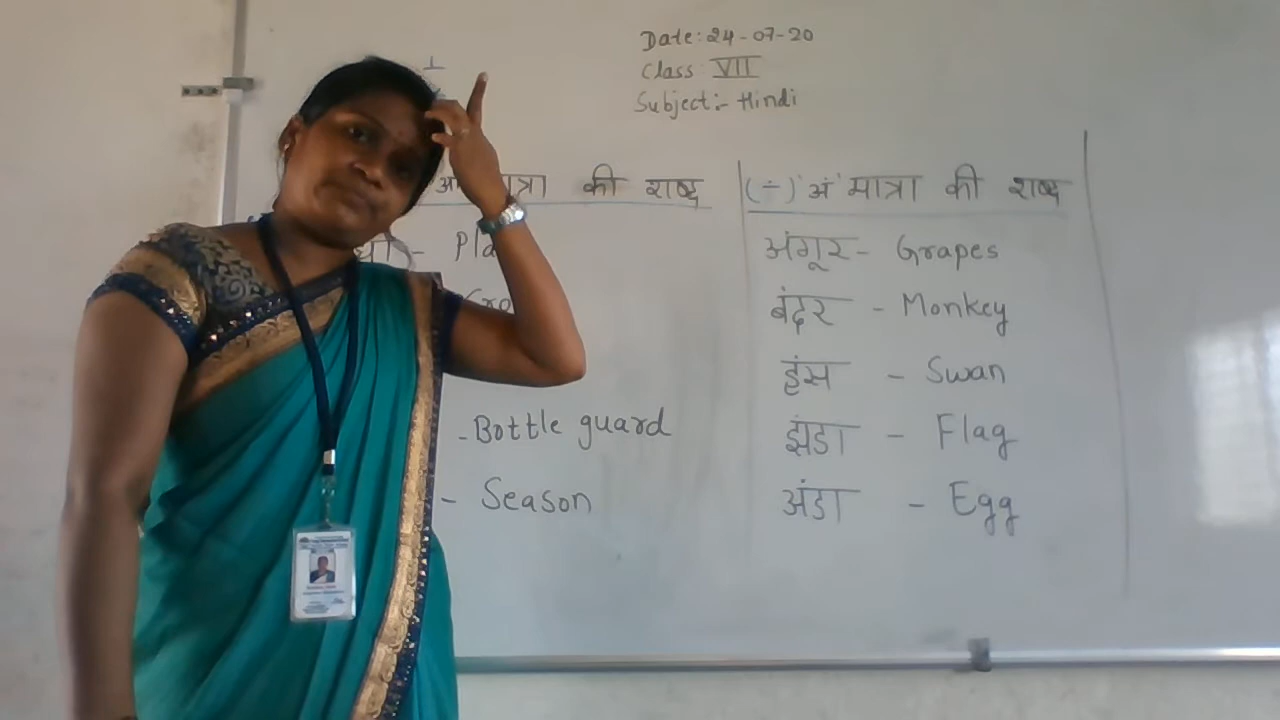 Date: 24-07-20
Class: VII
Subject:- Hindi
मात्रा की शब्द
(∸) 'अं' मात्रा की शब्द
- Bottle guard
- Season
अंगूर - Grapes
बंदर - Monkey
हंस - Swan
झंडा - Flag
अंडा - Egg